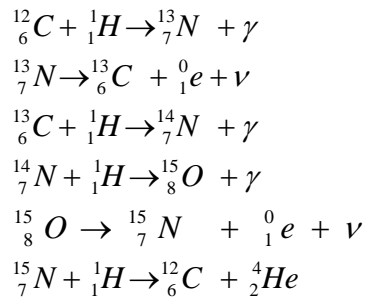 ¹²₆C + ¹₁H → ¹³₇N + γ
¹³₇N → ¹³₆C + ⁰₁e + ν
¹³₆C + ¹₁H → ¹⁴₇N + γ
¹⁴₇N + ¹₁H → ¹⁵₈O + γ
¹⁵₈O → ¹⁵₇N + ⁰₁e + ν
¹⁵₇N + ¹₁H → ¹²₆C + ⁴₂He